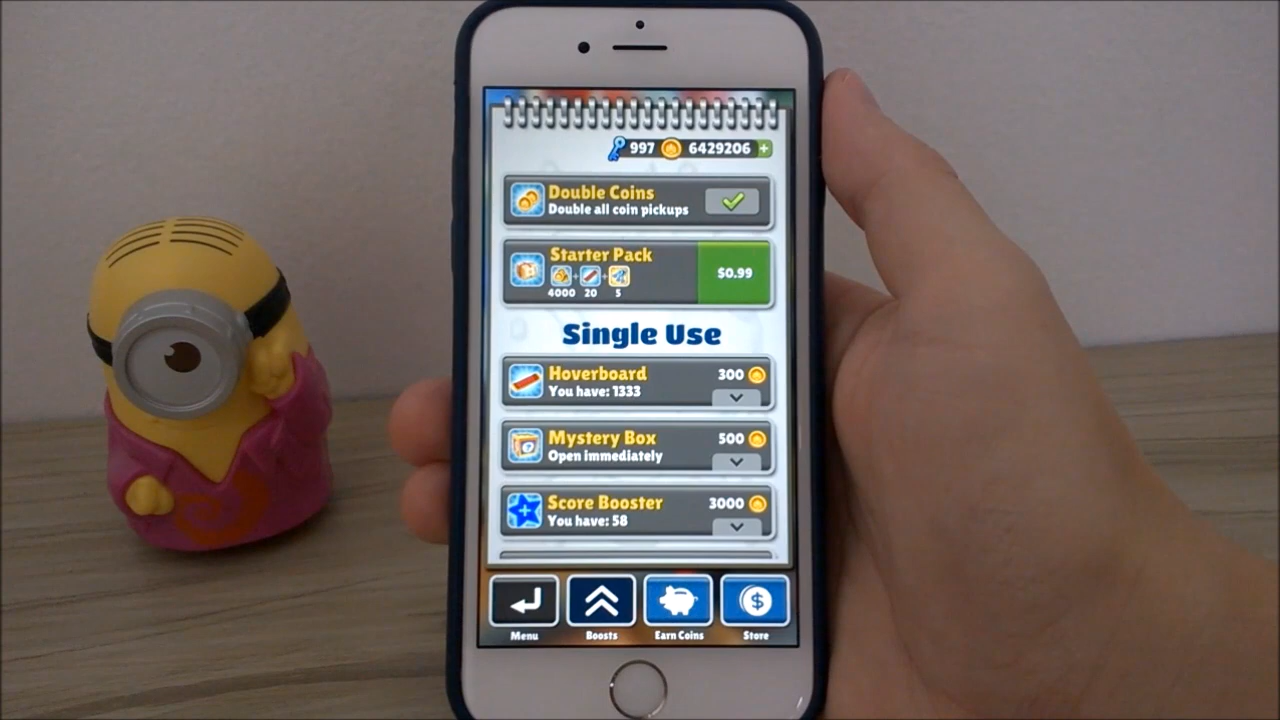 997 6429206 +
Double Coins
Double all coin pickups
Starter Pack
$0.99
4000 20 5
Single Use
Hoverboard 300
You have: 1333
Mystery Box 500
Open immediately
Score Booster 3000
You have: 58
Menu Boosts Earn Coins Store